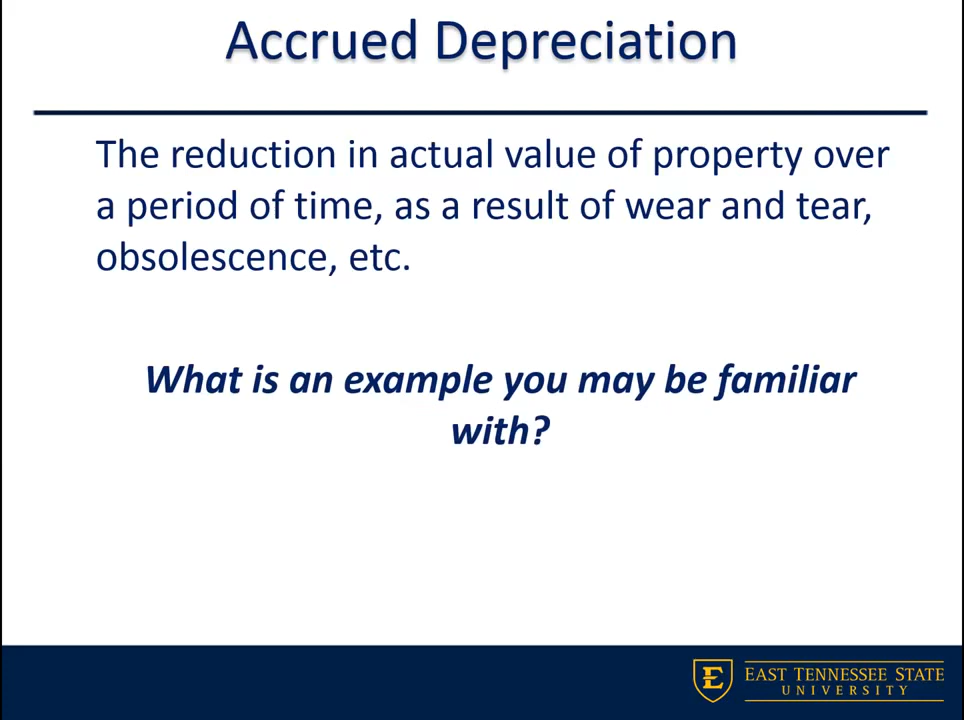 Accrued Depreciation
The reduction in actual value of property over
a period of time, as a result of wear and tear,
obsolescence, etc.
What is an example you may be familiar
with?
E
EAST TENNESSEE STATE
UNIVERSITY